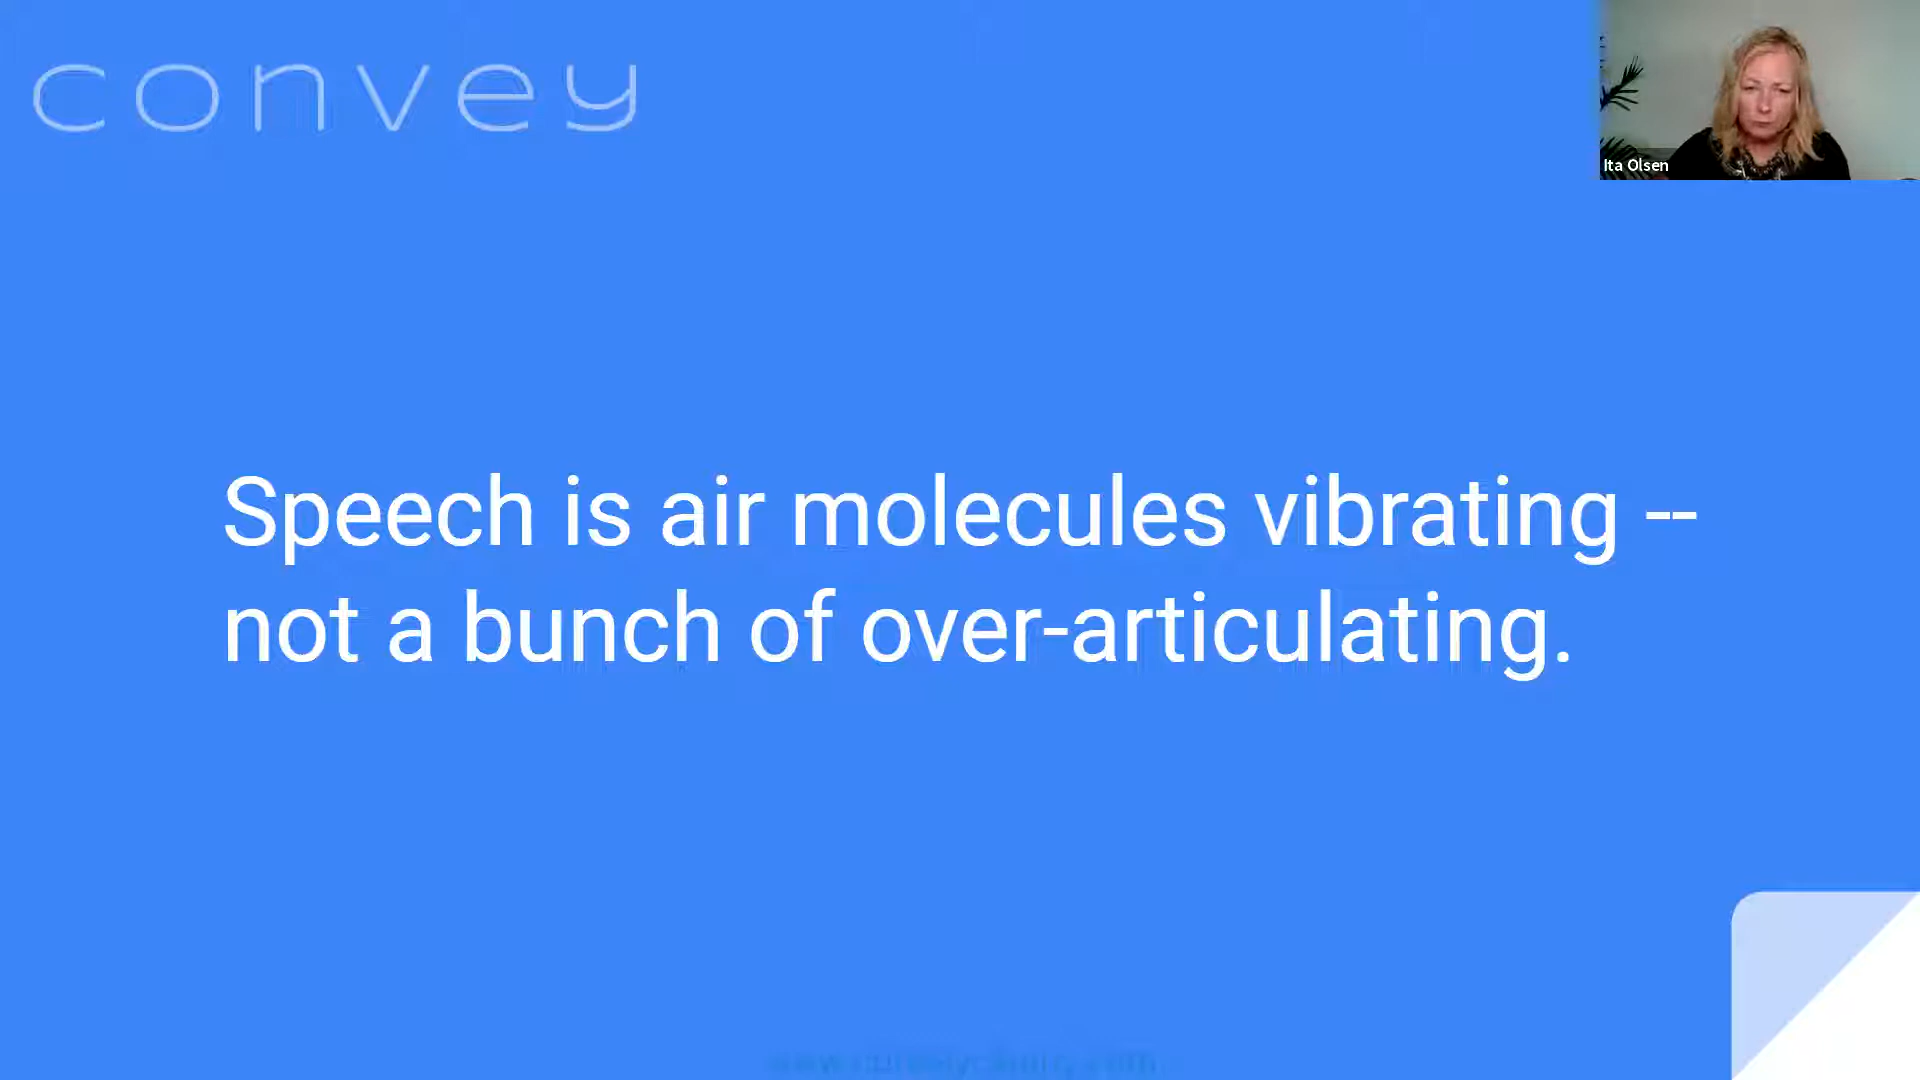 convey
Ita Olsen
Speech is air molecules vibrating --
not a bunch of over-articulating.